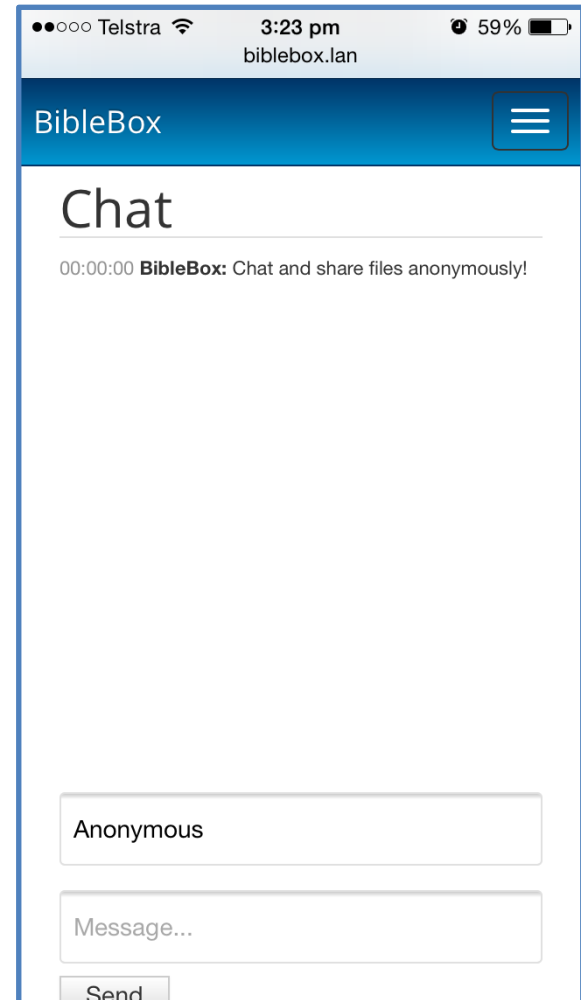 Telstra 3:23 pm 59%
biblebox.lan
BibleBox
Chat
00:00:00 BibleBox: Chat and share files anonymously!
Anonymous
Message...
Send